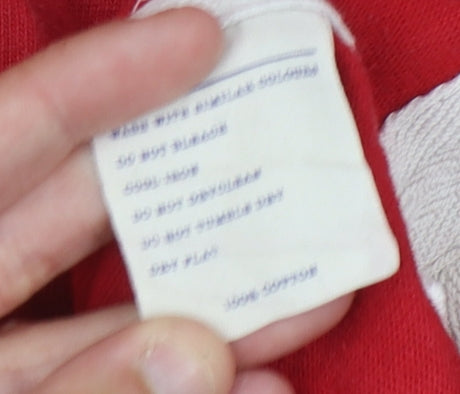 WASH WITH SIMILAR COLOURS
DO NOT BLEACH
COOL IRON
DO NOT DRYCLEAN
DO NOT TUMBLE DRY
DRY FLAT
100% COTTON